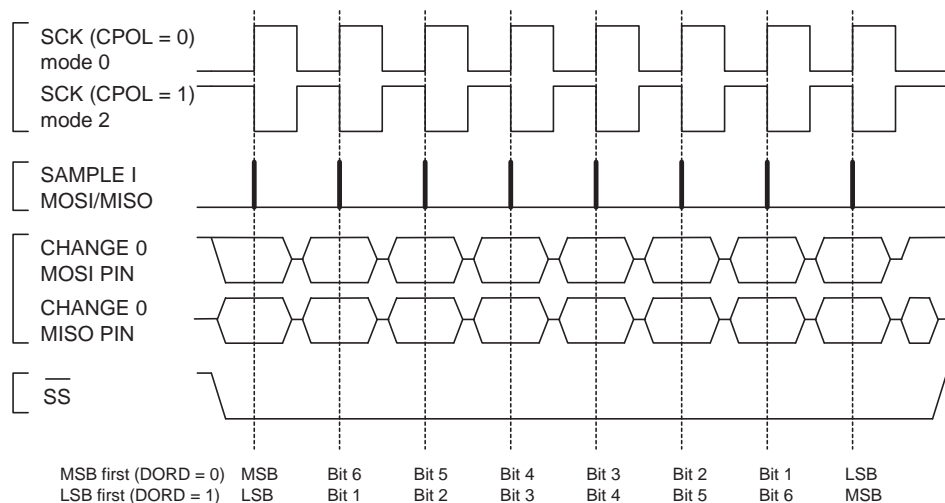 SCK (CPOL = 0)
mode 0
SCK (CPOL = 1)
mode 2
SAMPLE I
MOSI/MISO
CHANGE 0
MOSI PIN
CHANGE 0
MISO PIN
SS
MSB first (DORD = 0) MSB Bit 6 Bit 5 Bit 4 Bit 3 Bit 2 Bit 1 LSB
LSB first (DORD = 1) LSB Bit 1 Bit 2 Bit 3 Bit 4 Bit 5 Bit 6 MSB